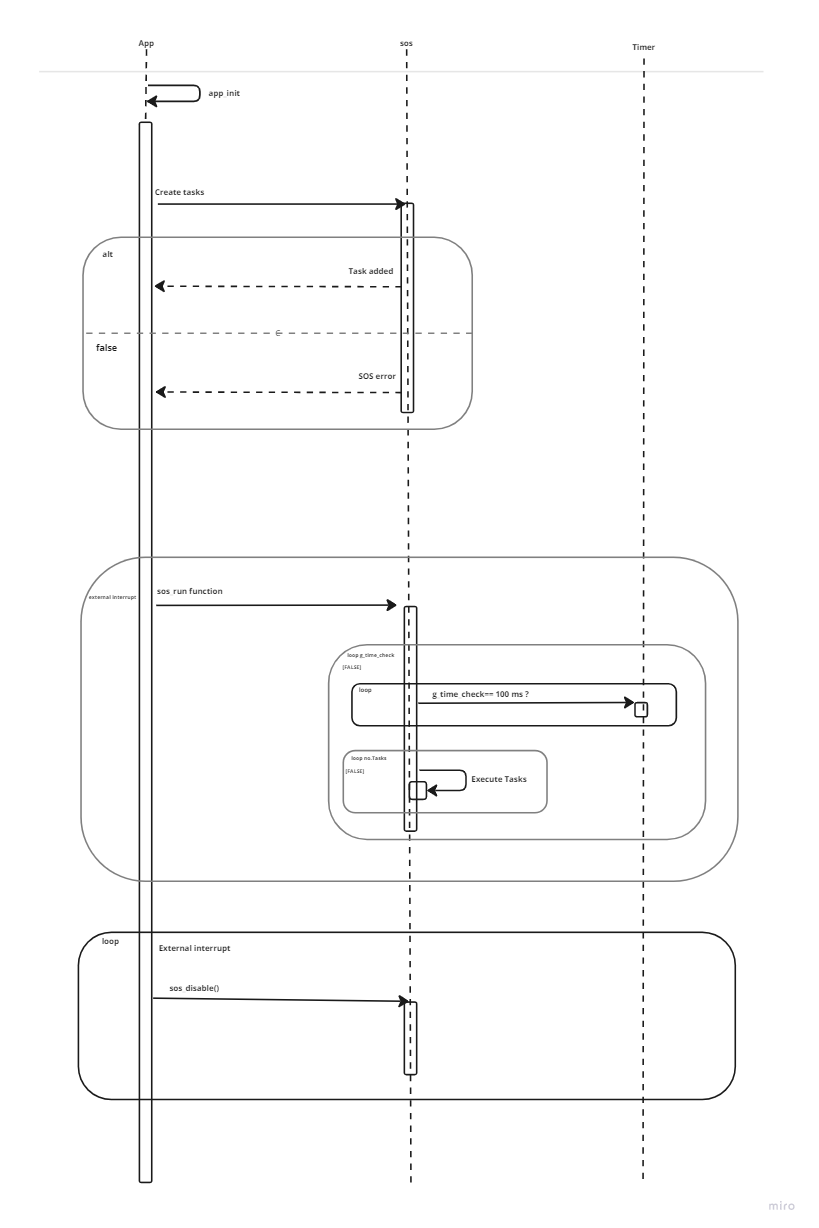 App
sos
Timer
app init
Create tasks
alt
Task added
false
SOS error
sos run function
external Interrupt
loop g_time_check
[FALSE]
loop
g time check== 100 ms ?
loop no.Tasks
[FALSE]
Execute Tasks
loop
External interrupt
sos disable()
miro